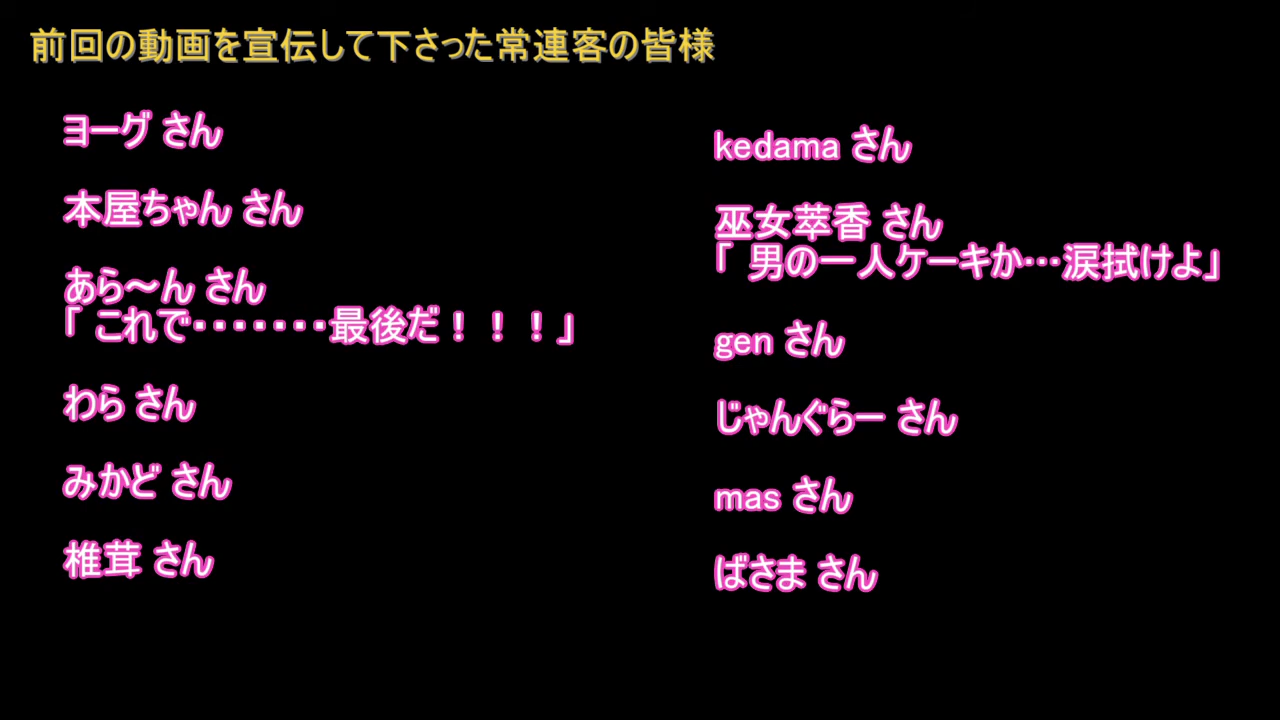 前回の動画を宣伝して下さった常連客の皆様
ヨーグ さん
本屋ちゃん さん
あら～ん さん
「これで・・・・・・・最後だ！！！」
わら さん
みかど さん
椎茸 さん
kedama さん
巫女萃香 さん
「 男の一人ケーキか…涙拭けよ」
gen さん
じゃんぐらー さん
mas さん
ばさま さん